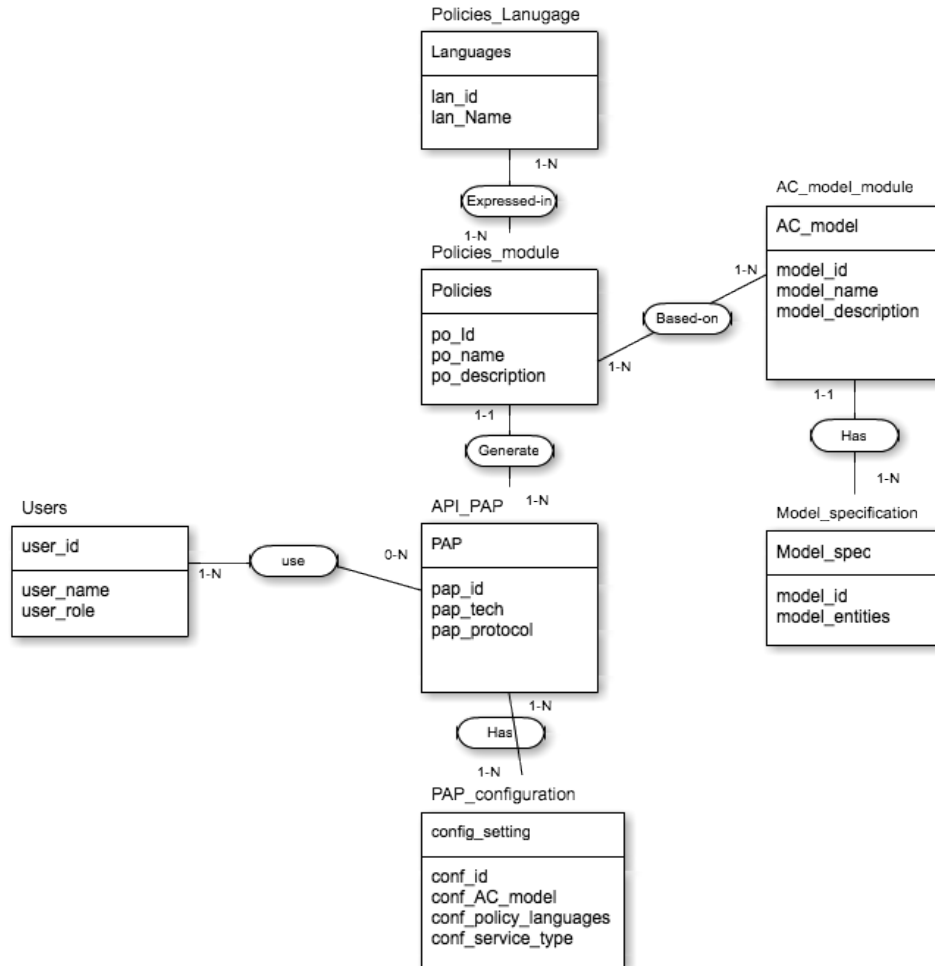 Policies_Lanugage
Languages
lan_id
lan_Name
1-N
Expressed-in
1-N
Policies_module
Policies
po_Id
po_name
po_description
AC_model_module
AC_model
model_id
model_name
model_description
1-N
Based-on
1-N
1-1
Generate
1-N
1-1
Has
1-N
Model_specification
Model_spec
model_id
model_entities
Users
user_id
user_name
user_role
1-N
use
0-N
API_PAP
PAP
pap_id
pap_tech
pap_protocol
1-N
Has
1-N
PAP_configuration
config_setting
conf_id
conf_AC_model
conf_policy_languages
conf_service_type